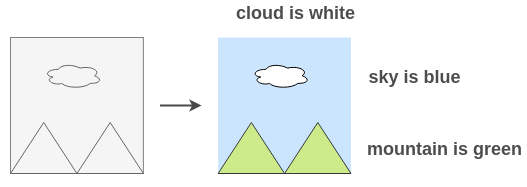 cloud is white
sky is blue
mountain is green